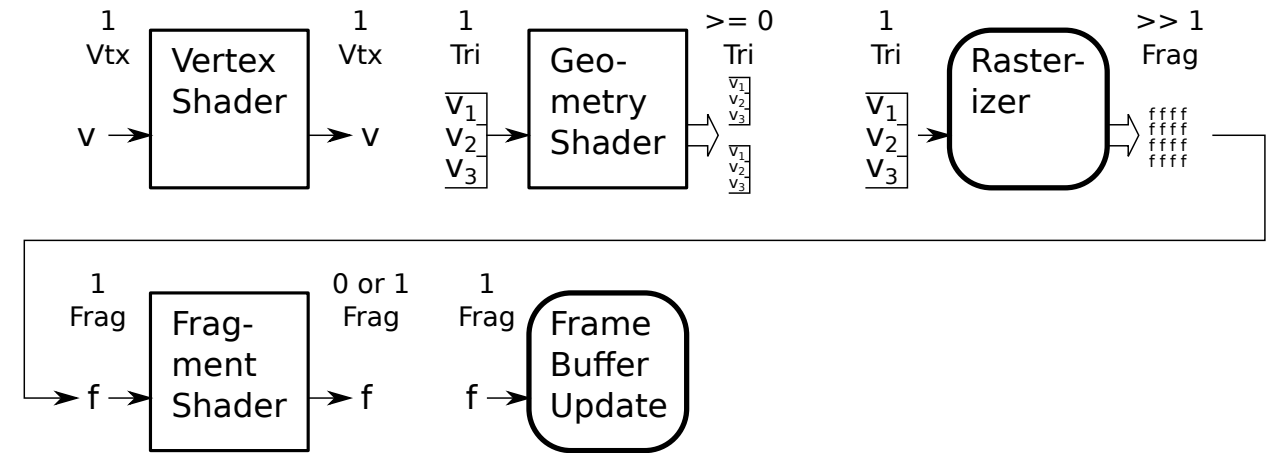 1 1 1 >= 0 1 >> 1
Vtx Vtx Tri Tri Tri Frag
Vertex
Shader
v v
v1
v2
v3
Geo-
metry
Shader
v1
v2
v3
v1
v2
v3
v1
v2
v3
Raster-
izer
f f f f
f f f f
f f f f
f f f f
1 0 or 1 1
Frag Frag Frag
f
Frag-
ment
Shader
f
f
Frame
Buffer
Update